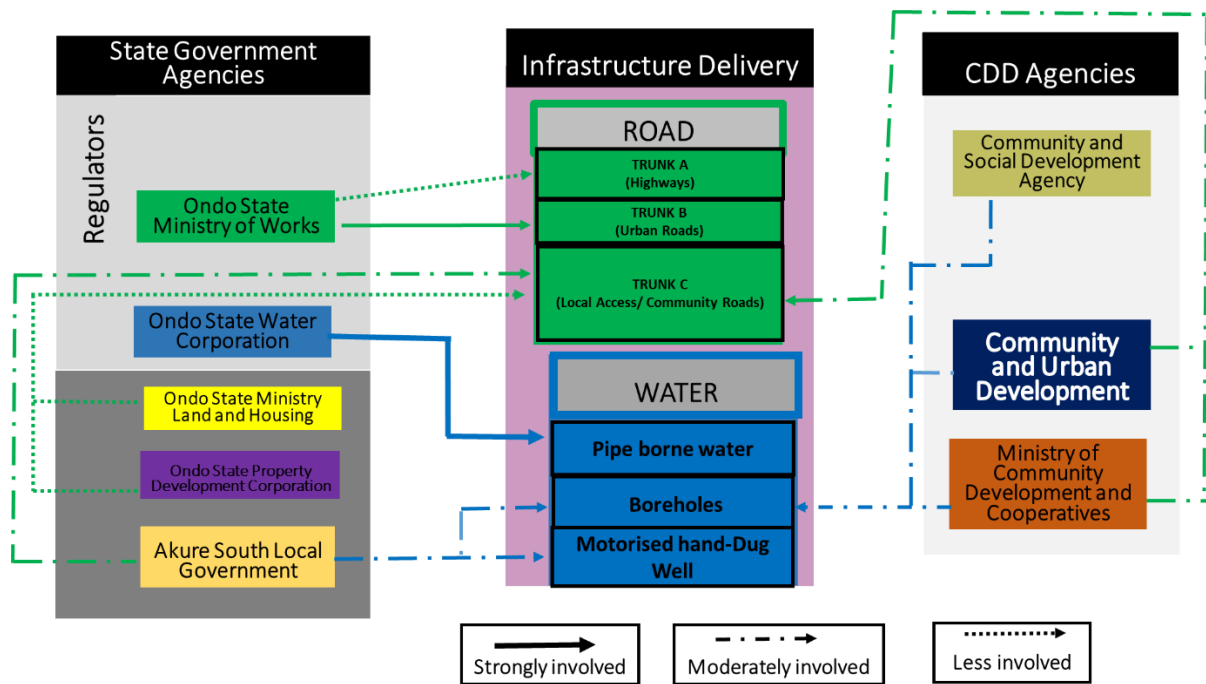 State Government
Agencies
Regulators
Ondo State
Ministry of Works
Ondo State Water
Corporation
Ondo State Ministry
Land and Housing
Ondo State Property
Development Corporation
Akure South Local
Government
Infrastructure Delivery
ROAD
TRUNK A
(Highways)
TRUNK B
(Urban Roads)
TRUNK C
(Local Access/ Community Roads)
WATER
Pipe borne water
Boreholes
Motorised hand-Dug
Well
CDD Agencies
Community and
Social Development
Agency
Community
and Urban
Development
Ministry of
Community
Development and
Cooperatives
Strongly involved
Moderately involved
Less involved